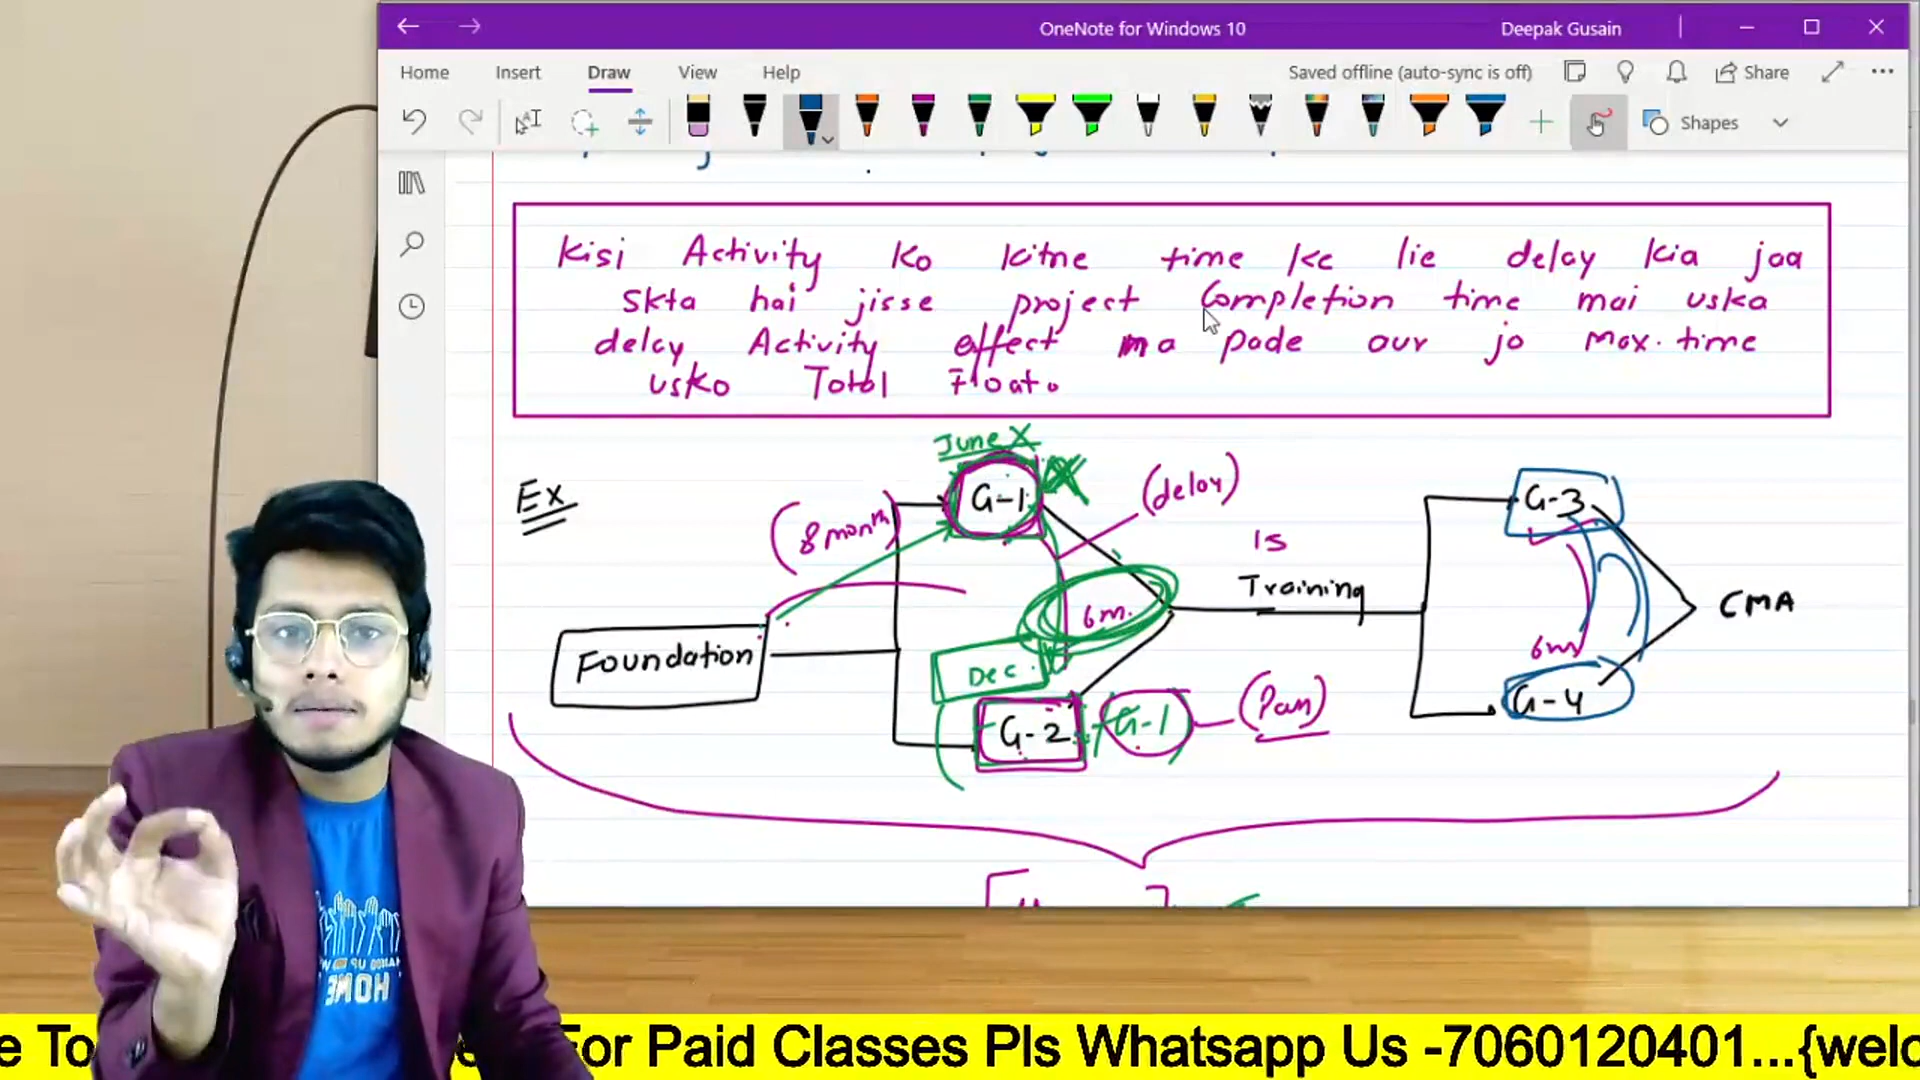 OneNote for Windows 10
Deepak Gusain
Home Insert Draw View Help
Saved offline (auto-sync is off)
Share
Shapes
Kisi Activity Ko kitne time ke lie delay kia jaa
skta hai jisse project Completion time mai uska
delay Activity effect na pade aur jo max. time
usko Total Float.
June X
Ex
G-1
(delay)
G-3
(8 month)
15
Training
6m.
CMA
Foundation
Dec.
6m
G-2
G-1
G-4
e To
For Paid Classes Pls Whatsapp Us -7060120401...{welc
HOME